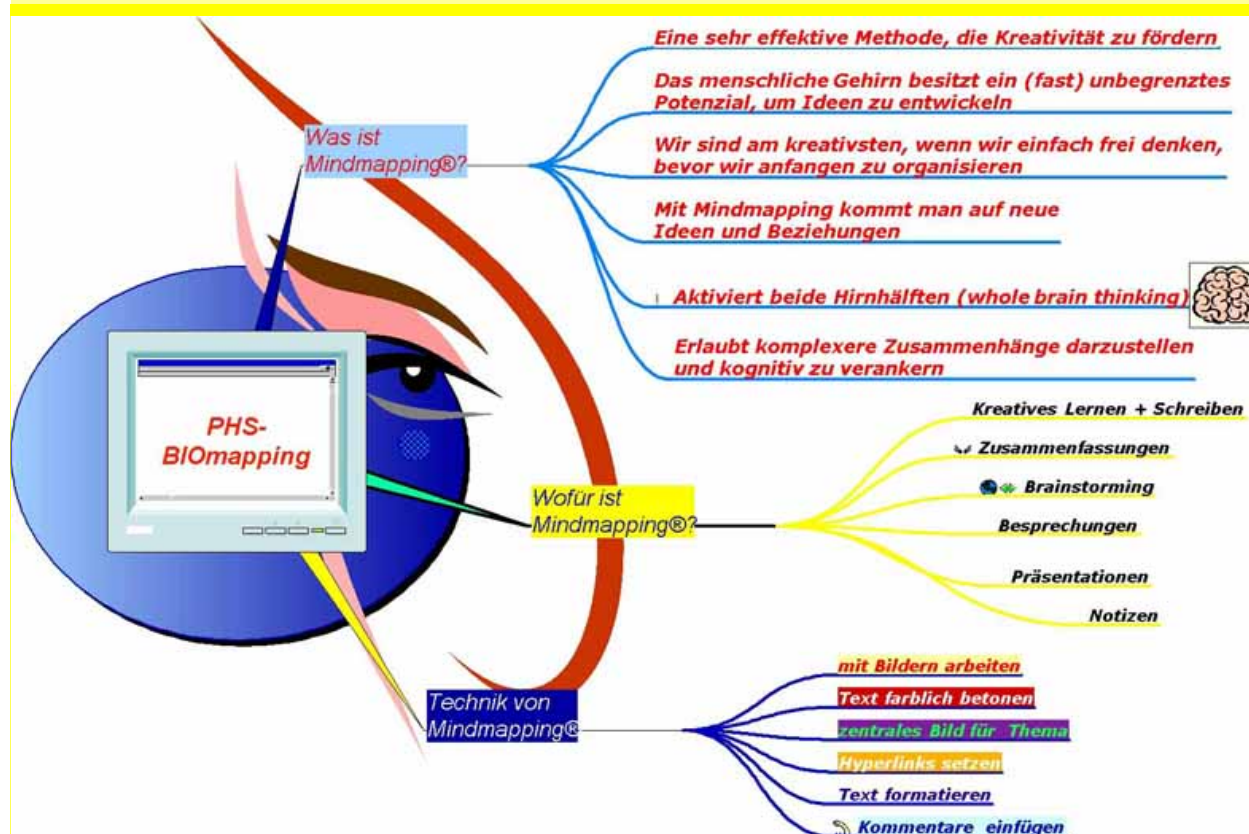 Eine sehr effektive Methode, die Kreativität zu fördern
Das menschliche Gehirn besitzt ein (fast) unbegrenztes
Potenzial, um Ideen zu entwickeln
Was ist
Mindmapping®?
Wir sind am kreativsten, wenn wir einfach frei denken,
bevor wir anfangen zu organisieren
Mit Mindmapping kommt man auf neue
Ideen und Beziehungen
Aktiviert beide Hirnhälften (whole brain thinking)
Erlaubt komplexere Zusammenhänge darzustellen
und kognitiv zu verankern
PHS-
BIOmapping
Wofür ist
Mindmapping®?
Kreatives Lernen + Schreiben
Zusammenfassungen
Brainstorming
Besprechungen
Präsentationen
Notizen
Technik von
Mindmapping®
mit Bildern arbeiten
Text farblich betonen
zentrales Bild für Thema
Hyperlinks setzen
Text formatieren
Kommentare einfügen